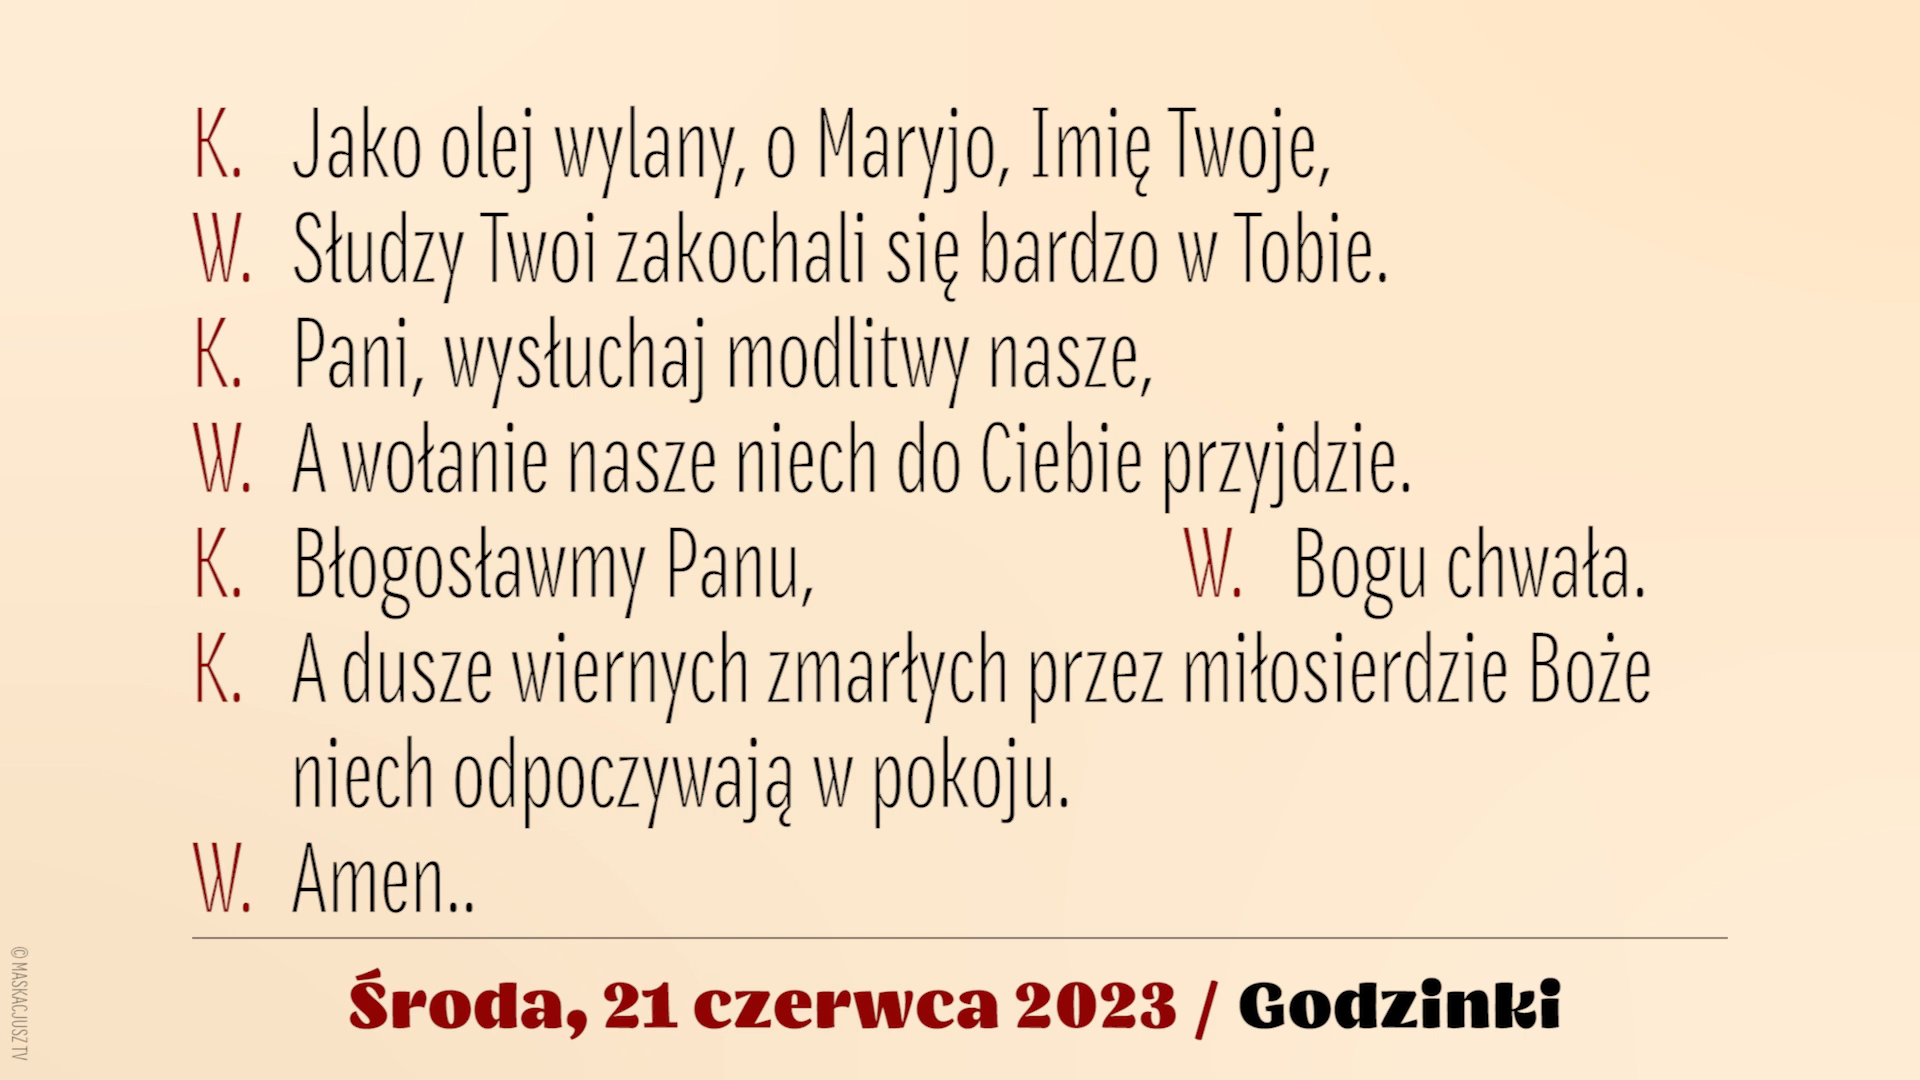 K. Jako olej wylany, o Maryjo, Imię Twoje,
W. Słudzy Twoi zakochali się bardzo w Tobie.
K. Pani, wysłuchaj modlitwy nasze,
W. A wołanie nasze niech do Ciebie przyjdzie.
K. Błogosławmy Panu, W. Bogu chwała.
K. A dusze wiernych zmarłych przez miłosierdzie Boże
niech odpoczywają w pokoju.
W. Amen..
Środa, 21 czerwca 2023 / Godzinki
© MASKACJUSZ TV